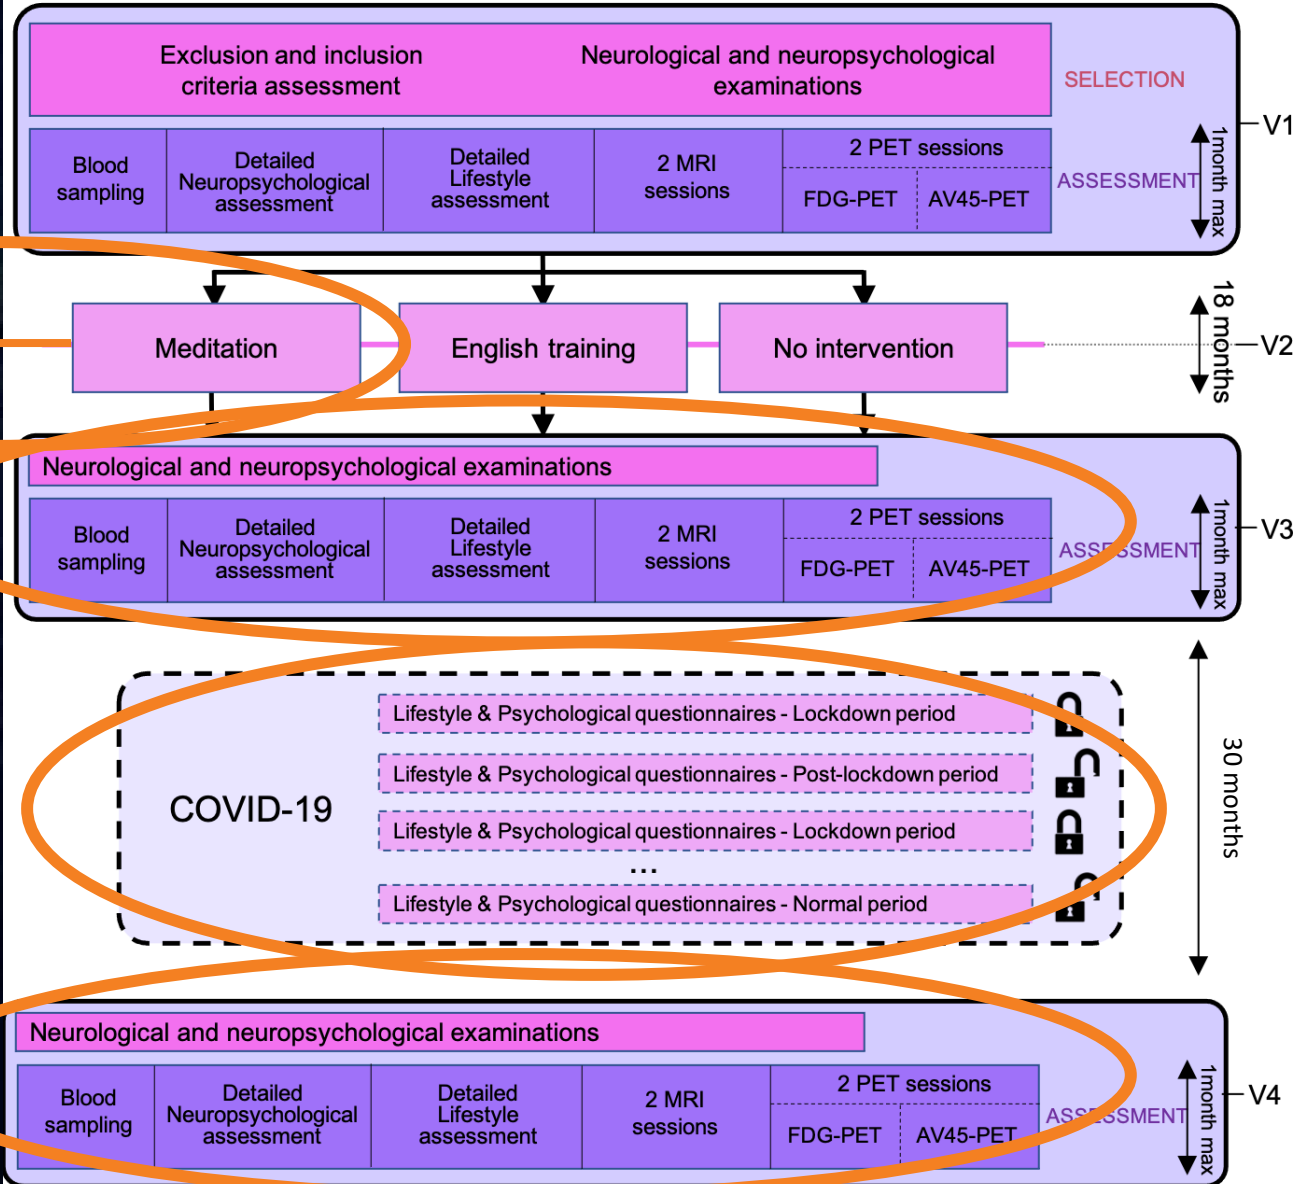 Exclusion and inclusion
criteria assessment
Neurological and neuropsychological
examinations
SELECTION
V1
Blood
sampling
Detailed
Neuropsychological
assessment
Detailed
Lifestyle
assessment
2 MRI
sessions
2 PET sessions
FDG-PET
AV45-PET
ASSESSMENT
1month max
Meditation
English training
No intervention
18 months
V2
Neurological and neuropsychological examinations
Blood
sampling
Detailed
Neuropsychological
assessment
Detailed
Lifestyle
assessment
2 MRI
sessions
2 PET sessions
FDG-PET
AV45-PET
ASSESSMENT
1month max
V3
COVID-19
Lifestyle & Psychological questionnaires - Lockdown period
Lifestyle & Psychological questionnaires - Post-lockdown period
Lifestyle & Psychological questionnaires - Lockdown period
...
Lifestyle & Psychological questionnaires - Normal period
30 months
Neurological and neuropsychological examinations
Blood
sampling
Detailed
Neuropsychological
assessment
Detailed
Lifestyle
assessment
2 MRI
sessions
2 PET sessions
FDG-PET
AV45-PET
ASSESSMENT
1month max
V4